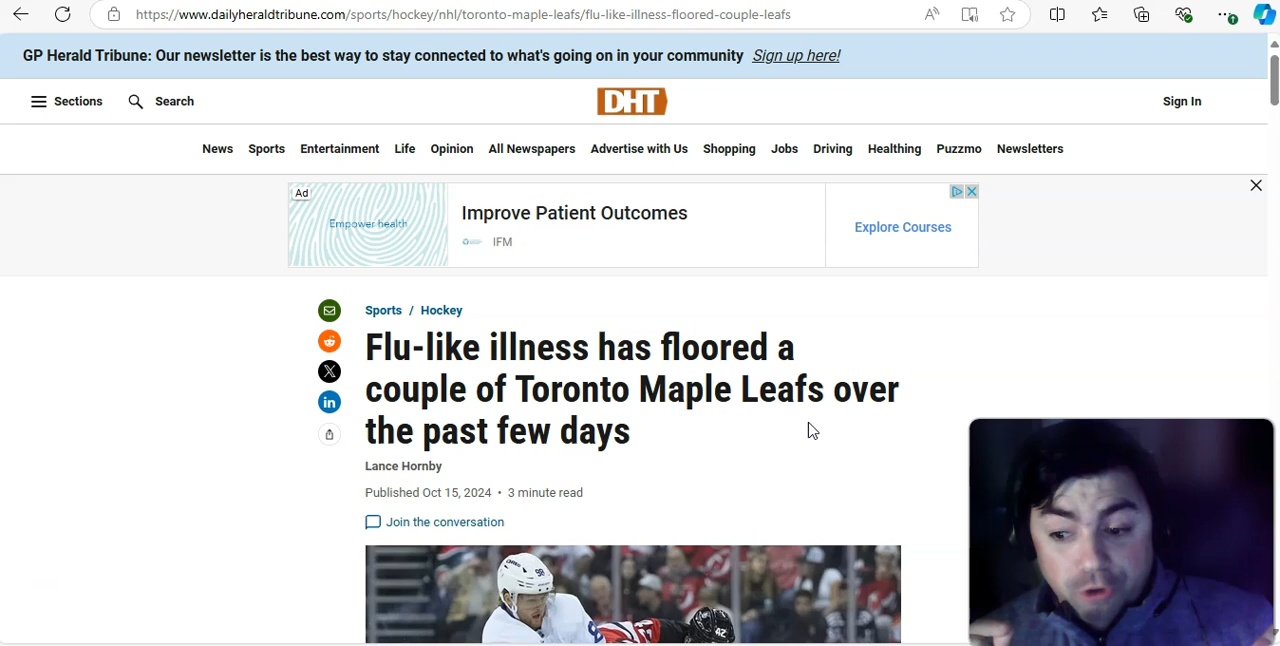 https://www.dailyheraldtribune.com/sports/hockey/nhl/toronto-maple-leafs/flu-like-illness-floored-couple-leafs
GP Herald Tribune: Our newsletter is the best way to stay connected to what's going on in your community Sign up here!
Sections Search DHT Sign In
News Sports Entertainment Life Opinion All Newspapers Advertise with Us Shopping Jobs Driving Healthing Puzzmo Newsletters
Ad
Empower health
Improve Patient Outcomes
IFM
Explore Courses
Sports / Hockey
Flu-like illness has floored a
couple of Toronto Maple Leafs over
the past few days
Lance Hornby
Published Oct 15, 2024 • 3 minute read
Join the conversation
98
42